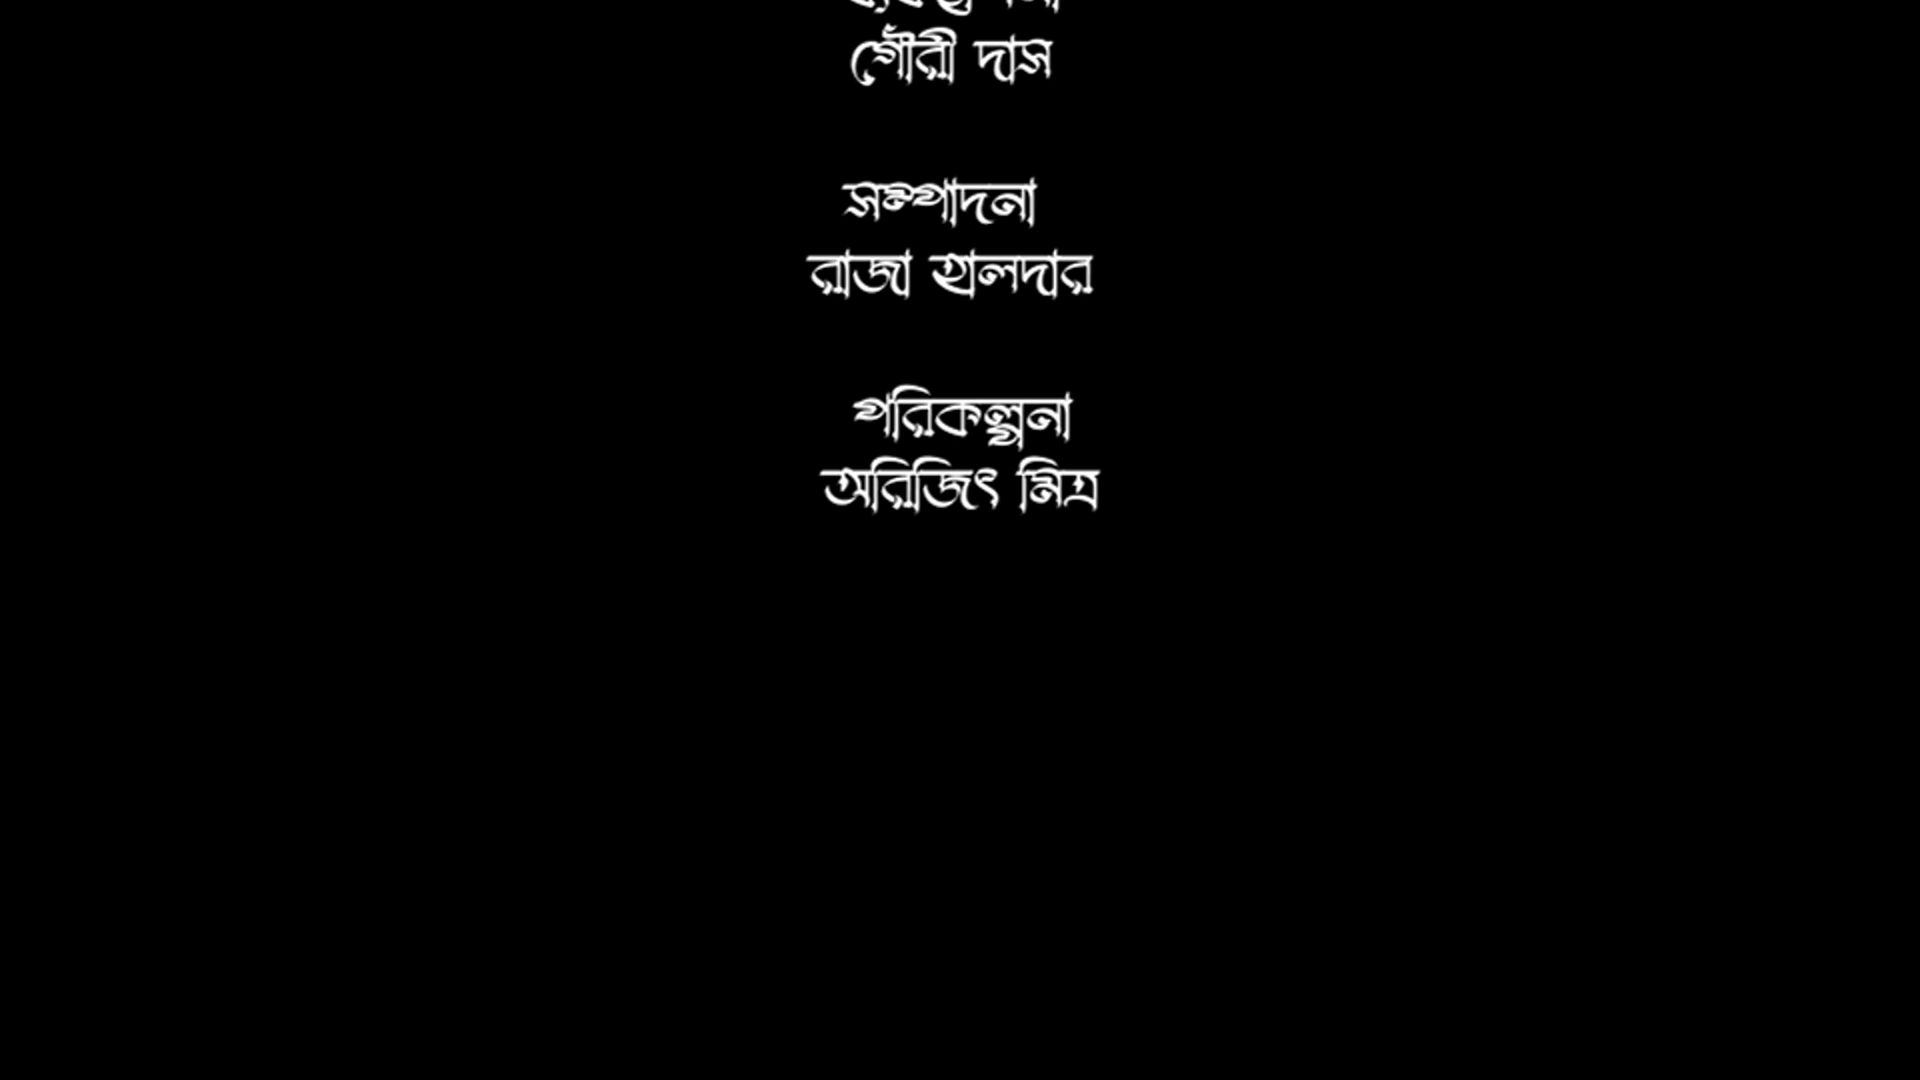 গৌরী দাস
সম্পাদনা
রাজা হালদার
পরিকল্পনা
অরিজিৎ মিত্র